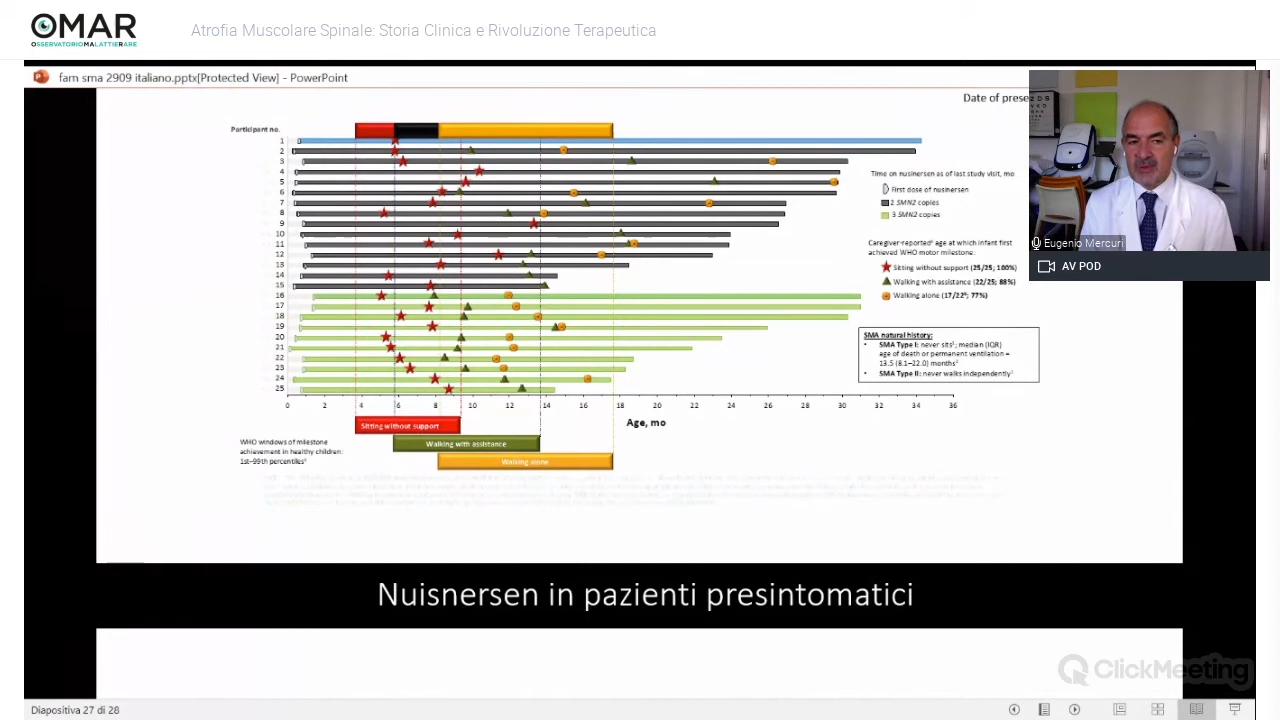 OMAR
OSSERVATORIOMALATTIERARE
Atrofia Muscolare Spinale: Storia Clinica e Rivoluzione Terapeutica
fam sma 2909 italiano.pptx[Protected View] - PowerPoint
Date of prese
Participant no.
1
2
3
4
5
6
7
8
9
10
11
12
13
14
15
16
17
18
19
20
21
22
23
24
25
0 2 4 6 8 10 12 14 16 18 20 22 24 26 28 30 32 34 36
Age, mo
Time on nusinersen as of last study visit, mo
First dose of nusinersen
2 SMN2 copies
3 SMN2 copies
Caregiver-reported age at which infant first
achieved WHO motor milestone:
Sitting without support (25/25; 100%)
Walking with assistance (22/25; 88%)
Walking alone (17/22; 77%)
SMA natural history:
• SMA Type I: never sits; median (IQR)
age of death or permanent ventilation =
13.5 (8.1–22.0) months
• SMA Type II: never walks independently
Sitting without support
WHO windows of milestone
achievement in healthy children:
1st–99th percentiles
Walking with assistance
Walking alone
Eugenio Mercuri
AV POD
Nuisnersen in pazienti presintomatici
ClickMeeting
Diapositiva 27 di 28